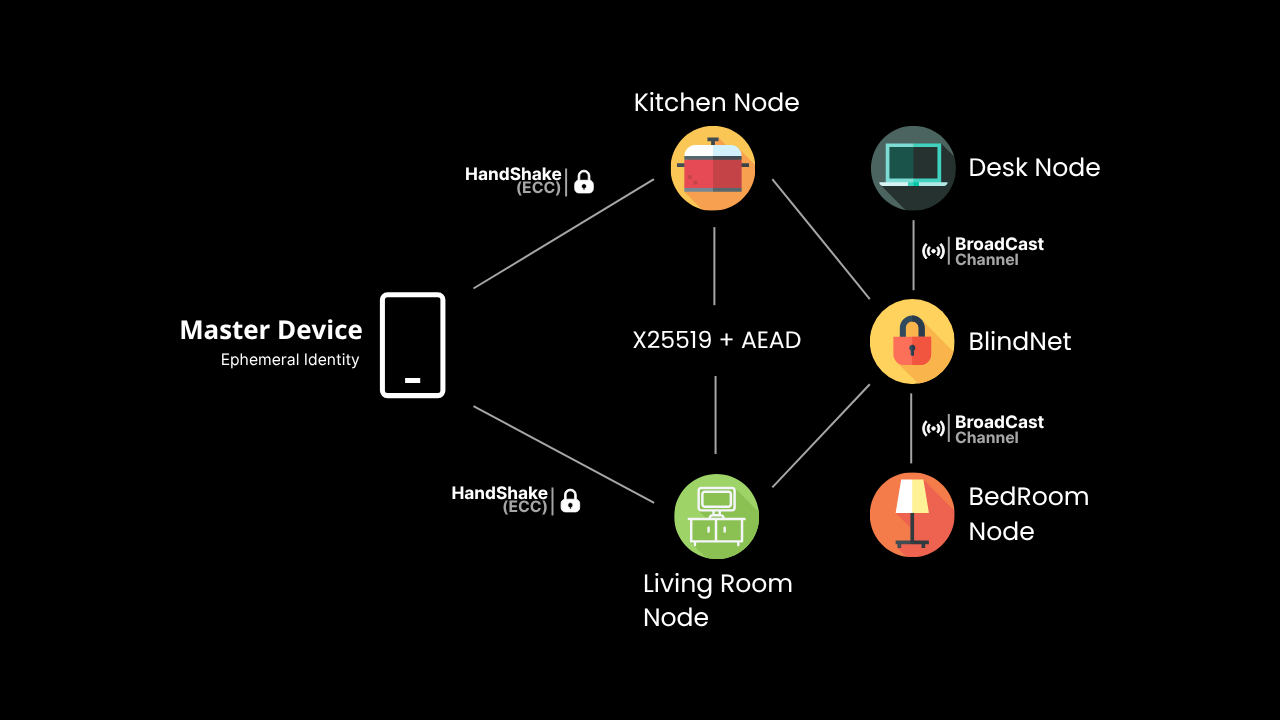 Kitchen Node
HandShake
(ECC)
Desk Node
BroadCast
Channel
Master Device
Ephemeral Identity
X25519 + AEAD
BlindNet
BroadCast
Channel
HandShake
(ECC)
BedRoom
Node
Living Room
Node